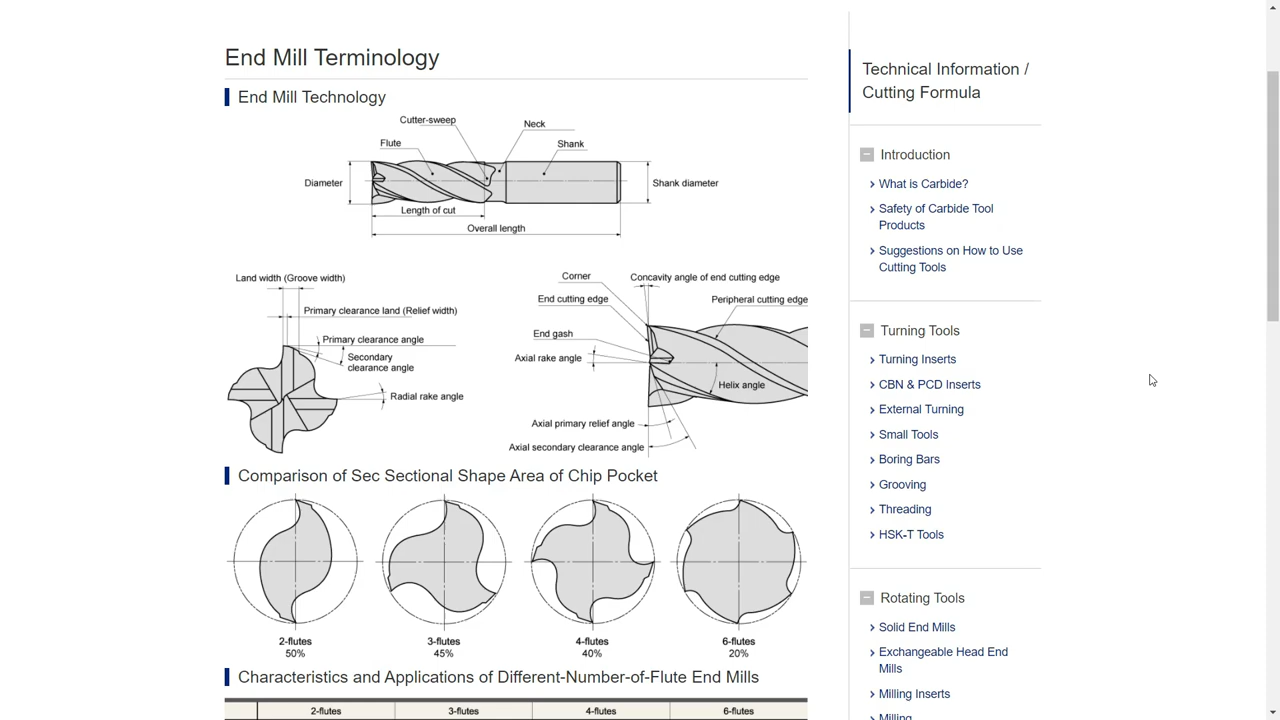 End Mill Terminology
End Mill Technology
Cutter-sweep
Neck
Flute
Shank
Diameter
Shank diameter
Length of cut
Overall length
Land width (Groove width)
Primary clearance land (Relief width)
Primary clearance angle
Secondary
clearance angle
Radial rake angle
Corner
Concavity angle of end cutting edge
End cutting edge
Peripheral cutting edge
End gash
Axial rake angle
Helix angle
Axial primary relief angle
Axial secondary clearance angle
Comparison of Sec Sectional Shape Area of Chip Pocket
2-flutes
50%
3-flutes
45%
4-flutes
40%
6-flutes
20%
Characteristics and Applications of Different-Number-of-Flute End Mills
2-flutes
3-flutes
4-flutes
6-flutes
Technical Information /
Cutting Formula
Introduction
What is Carbide?
Safety of Carbide Tool
Products
Suggestions on How to Use
Cutting Tools
Turning Tools
Turning Inserts
CBN & PCD Inserts
External Turning
Small Tools
Boring Bars
Grooving
Threading
HSK-T Tools
Rotating Tools
Solid End Mills
Exchangeable Head End
Mills
Milling Inserts
Milling